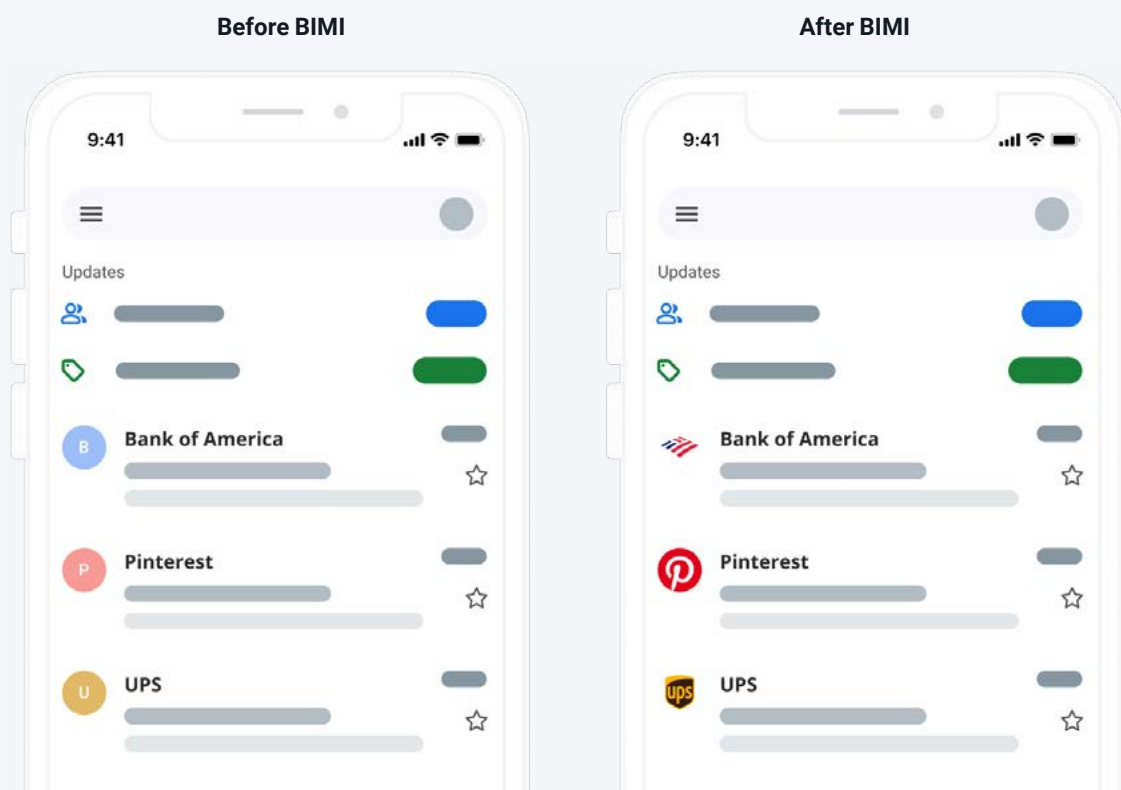 Before BIMI
After BIMI
9:41
Updates
B
Bank of America
P
Pinterest
U
UPS
9:41
Updates
Bank of America
Pinterest
ups
UPS